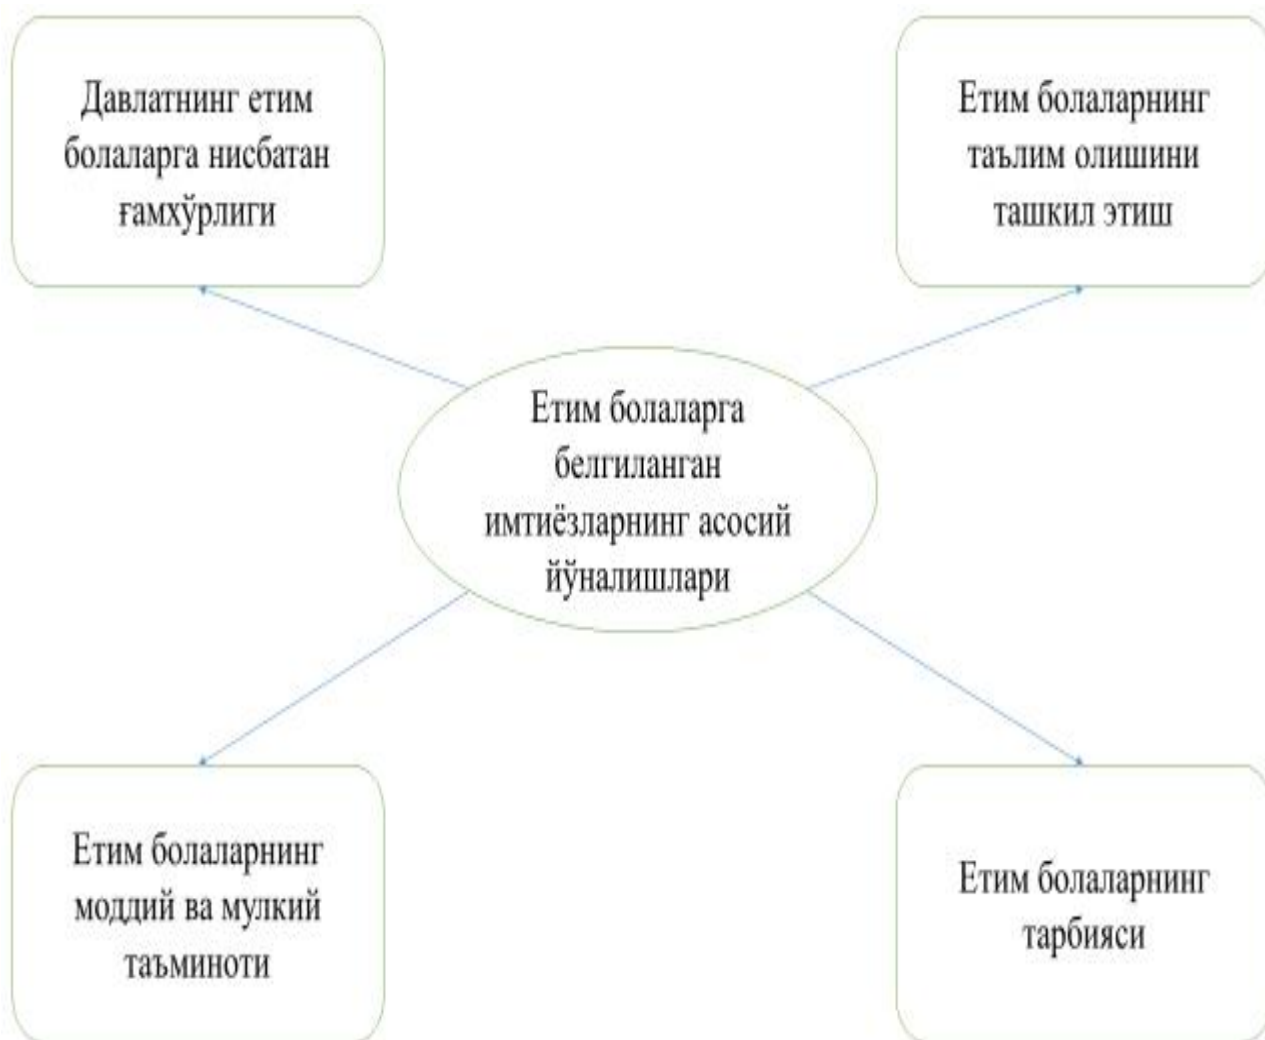 Давлатнинг етим
болаларга нисбатан
ғамхўрлиги
Етим болаларнинг
таълим олишини
ташкил этиш
Етим болаларга
белгиланган
имтиёзларнинг асосий
йўналишлари
Етим болаларнинг
моддий ва мулкий
таъминоти
Етим болаларнинг
тарбияси